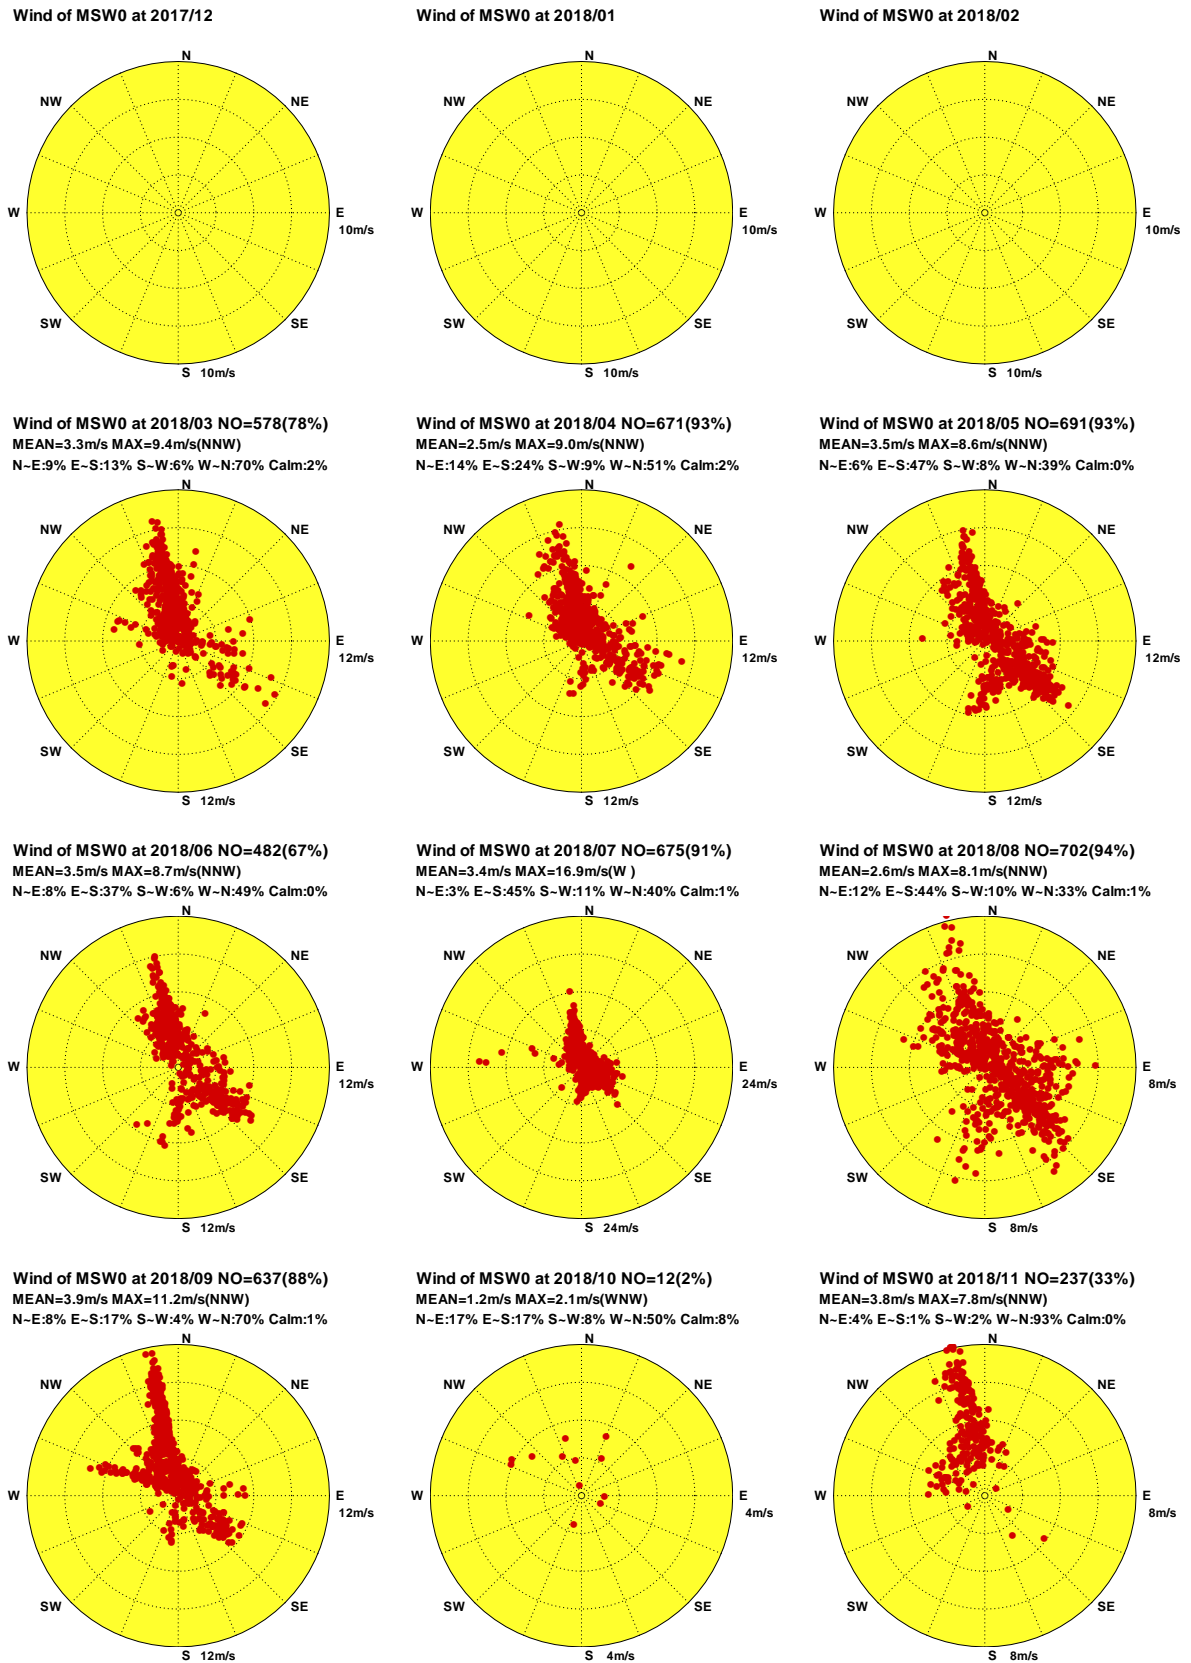 Wind of MSW0 at 2017/12
N
NW
NE
W
E
10m/s
SW
SE
S 10m/s
Wind of MSW0 at 2018/01
N
NW
NE
W
E
10m/s
SW
SE
S 10m/s
Wind of MSW0 at 2018/02
N
NW
NE
W
E
10m/s
SW
SE
S 10m/s
Wind of MSW0 at 2018/03 NO=578(78%)
MEAN=3.3m/s MAX=9.4m/s(NNW)
N~E:9% E~S:13% S~W:6% W~N:70% Calm:2%
N
NW
NE
W
E
12m/s
SW
SE
S 12m/s
Wind of MSW0 at 2018/04 NO=671(93%)
MEAN=2.5m/s MAX=9.0m/s(NNW)
N~E:14% E~S:24% S~W:9% W~N:51% Calm:2%
N
NW
NE
W
E
12m/s
SW
SE
S 12m/s
Wind of MSW0 at 2018/05 NO=691(93%)
MEAN=3.5m/s MAX=8.6m/s(NNW)
N~E:6% E~S:47% S~W:8% W~N:39% Calm:0%
N
NW
NE
W
E
12m/s
SW
SE
S 12m/s
Wind of MSW0 at 2018/06 NO=482(67%)
MEAN=3.5m/s MAX=8.7m/s(NNW)
N~E:8% E~S:37% S~W:6% W~N:49% Calm:0%
N
NW
NE
W
E
12m/s
SW
SE
S 12m/s
Wind of MSW0 at 2018/07 NO=675(91%)
MEAN=3.4m/s MAX=16.9m/s(W )
N~E:3% E~S:45% S~W:11% W~N:40% Calm:1%
N
NW
NE
W
E
24m/s
SW
SE
S 24m/s
Wind of MSW0 at 2018/08 NO=702(94%)
MEAN=2.6m/s MAX=8.1m/s(NNW)
N~E:12% E~S:44% S~W:10% W~N:33% Calm:1%
N
NW
NE
W
E
8m/s
SW
SE
S 8m/s
Wind of MSW0 at 2018/09 NO=637(88%)
MEAN=3.9m/s MAX=11.2m/s(NNW)
N~E:8% E~S:17% S~W:4% W~N:70% Calm:1%
N
NW
NE
W
E
12m/s
SW
SE
S 12m/s
Wind of MSW0 at 2018/10 NO=12(2%)
MEAN=1.2m/s MAX=2.1m/s(WNW)
N~E:17% E~S:17% S~W:8% W~N:50% Calm:8%
N
NW
NE
W
E
4m/s
SW
SE
S 4m/s
Wind of MSW0 at 2018/11 NO=237(33%)
MEAN=3.8m/s MAX=7.8m/s(NNW)
N~E:4% E~S:1% S~W:2% W~N:93% Calm:0%
N
NW
NE
W
E
8m/s
SW
SE
S 8m/s